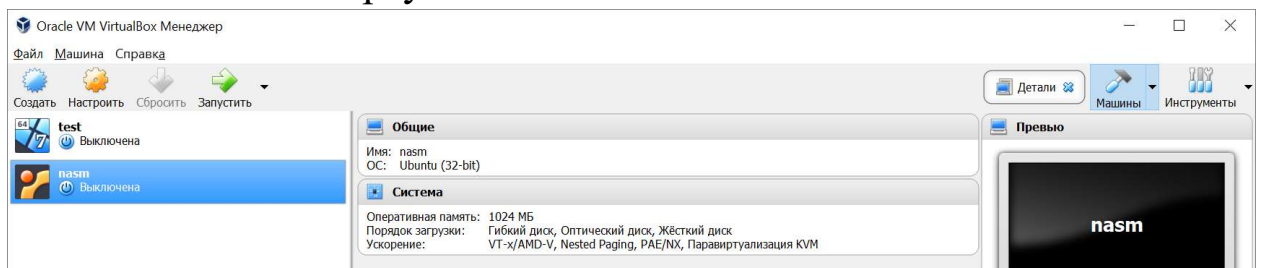 Oracle VM VirtualBox Менеджер
Файл Машина Справка
Создать Настроить Сбросить Запустить
Детали Машины Инструменты
64 7 test
Выключена
nasm
Выключена
Общие
Имя: nasm
ОС: Ubuntu (32-bit)
Система
Оперативная память: 1024 МБ
Порядок загрузки: Гибкий диск, Оптический диск, Жёсткий диск
Ускорение: VT-x/AMD-V, Nested Paging, PAE/NX, Паравиртуализация KVM
Превью
nasm